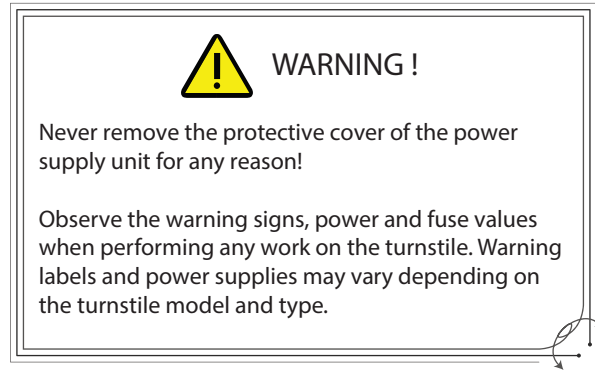 WARNING !
Never remove the protective cover of the power
supply unit for any reason!
Observe the warning signs, power and fuse values
when performing any work on the turnstile. Warning
labels and power supplies may vary depending on
the turnstile model and type.